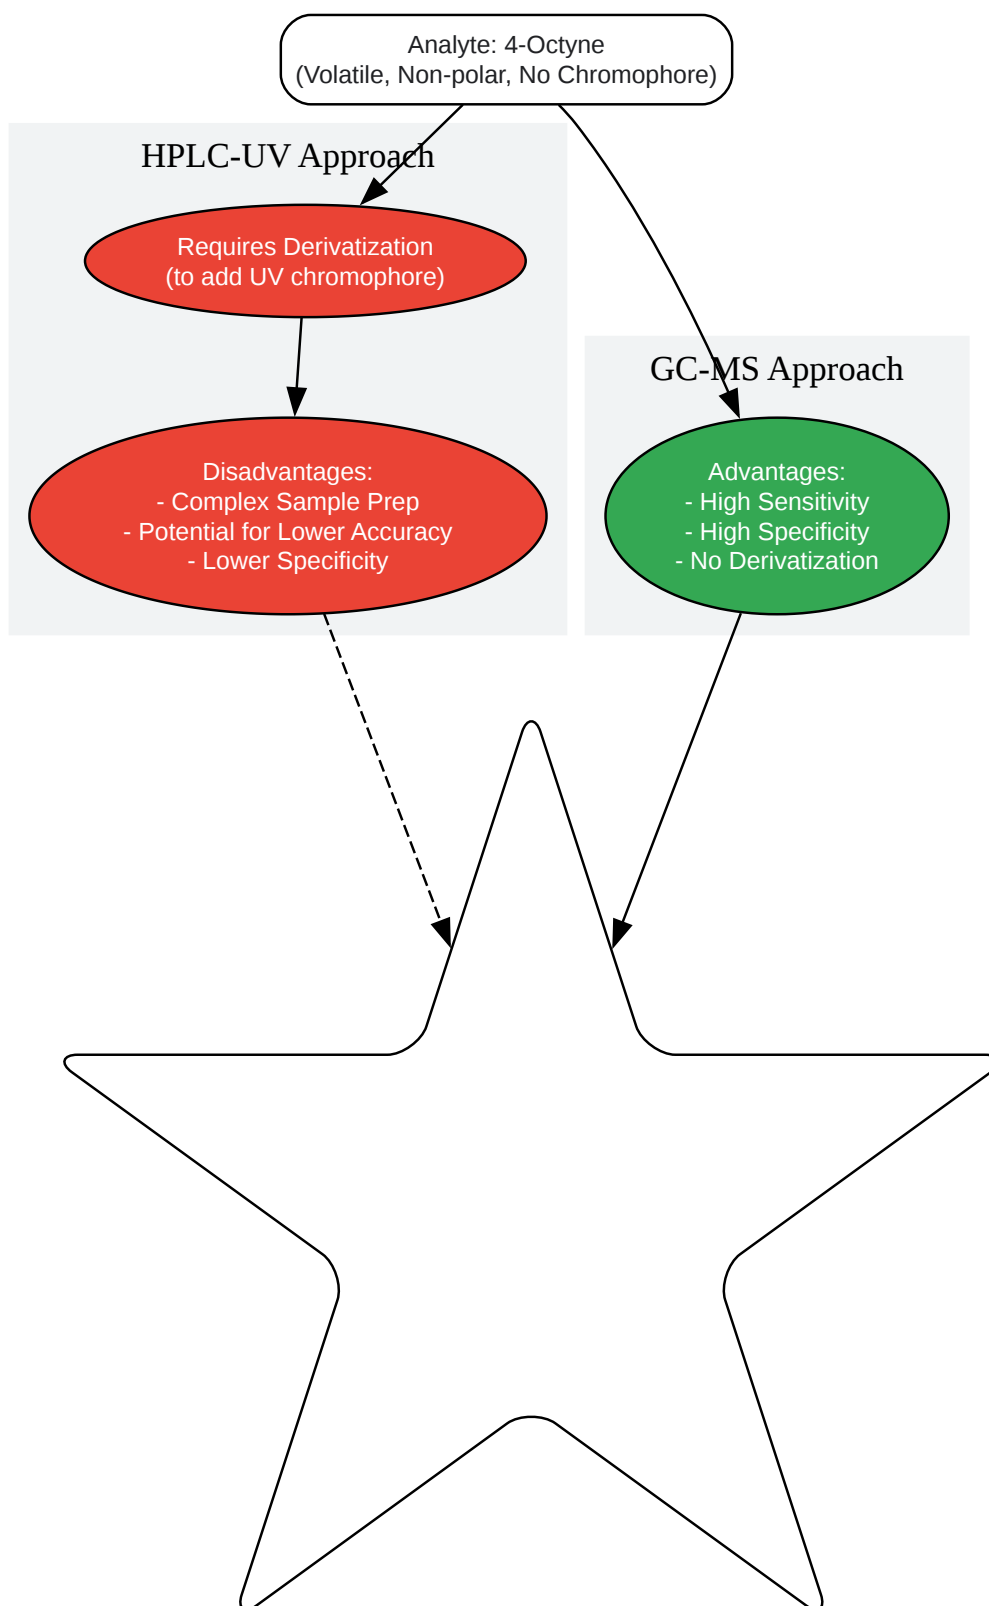 Analyte: 4-Octyne
(Volatile, Non-polar, No Chromophore)
HPLC-UV Approach
Requires Derivatization
(to add UV chromophore)
Disadvantages:
- Complex Sample Prep
- Potential for Lower Accuracy
- Lower Specificity
GC-MS Approach
Advantages:
- High Sensitivity
- High Specificity
- No Derivatization